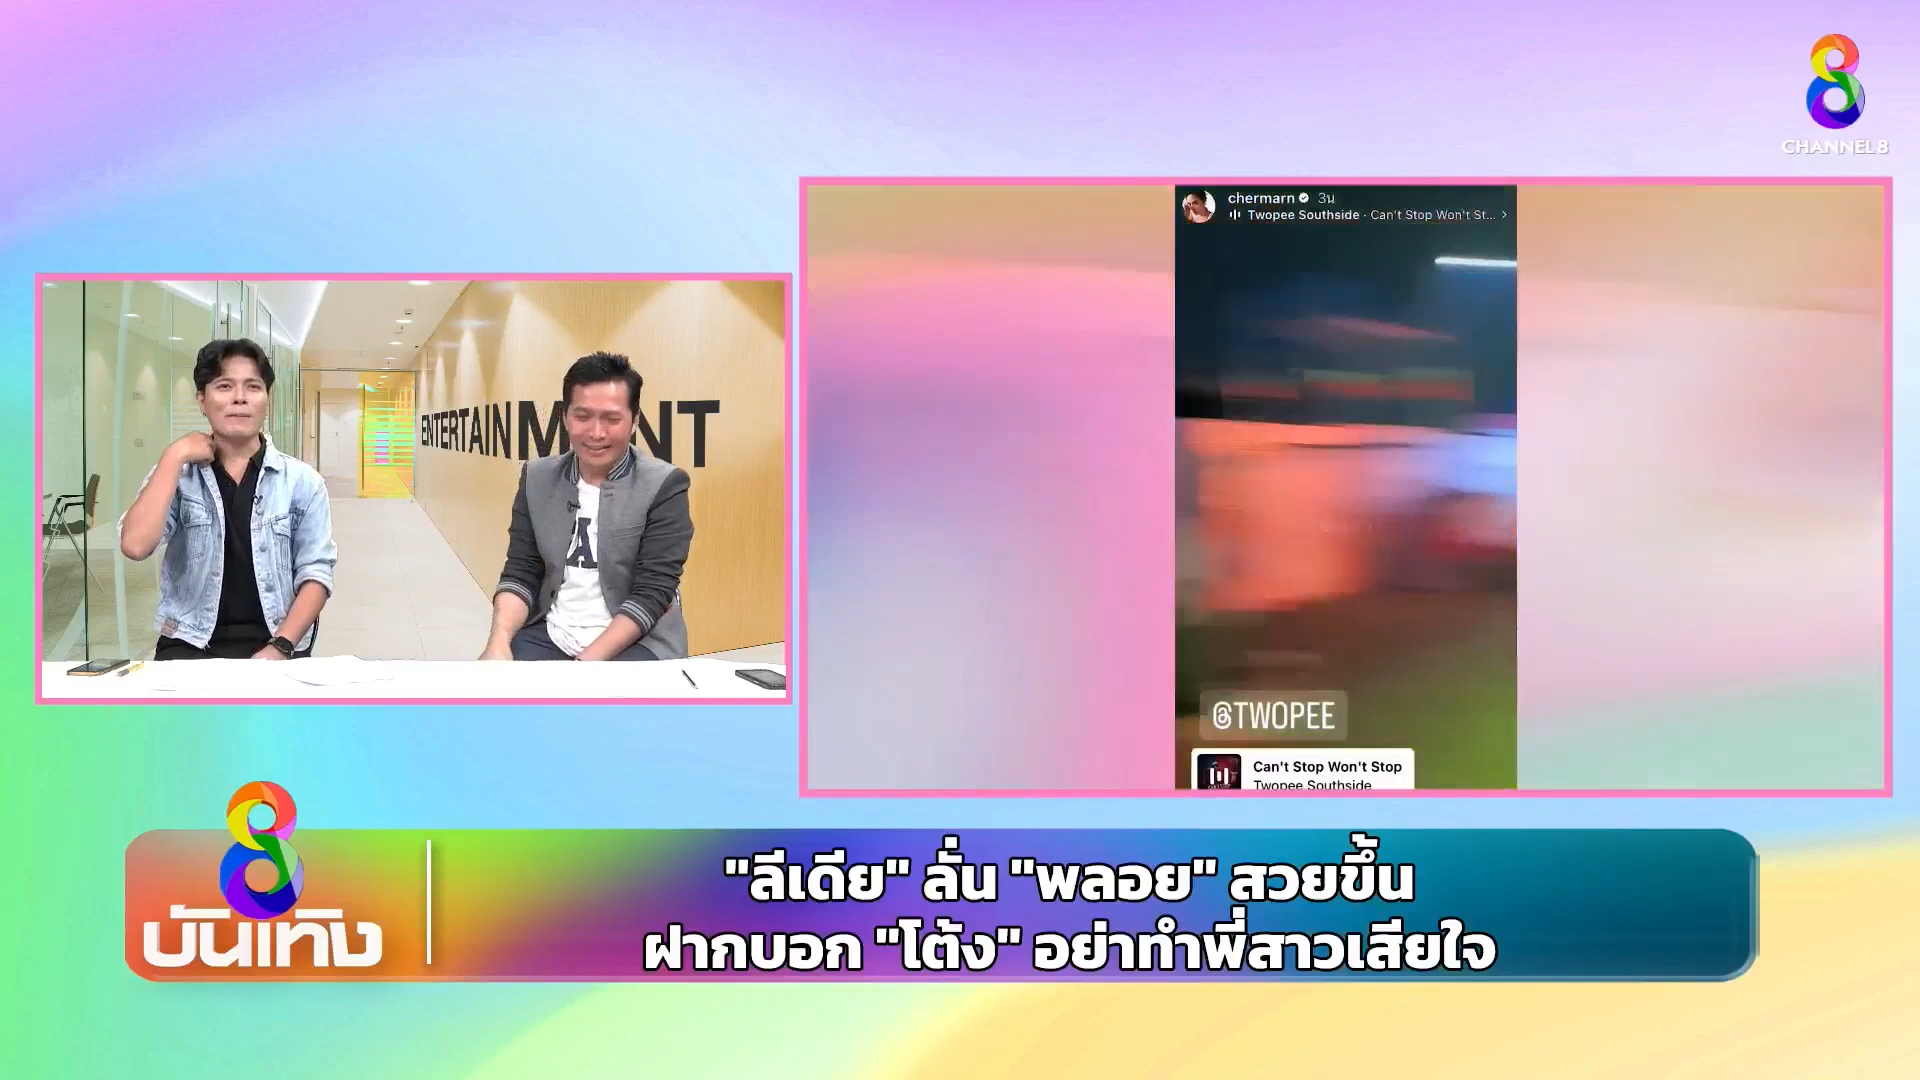 CHANNEL 8
chermarn 3น
Twopee Southside · Can't Stop Won't St...
ENTERTAINMENT
@TWOPEE
Can't Stop Won't Stop
Twopee Southside
8
บันเทิง
"ลีเดีย" ลั่น "พลอย" สวยขึ้น
ฝากบอก "โต้ง" อย่าทำพี่สาวเสียใจ